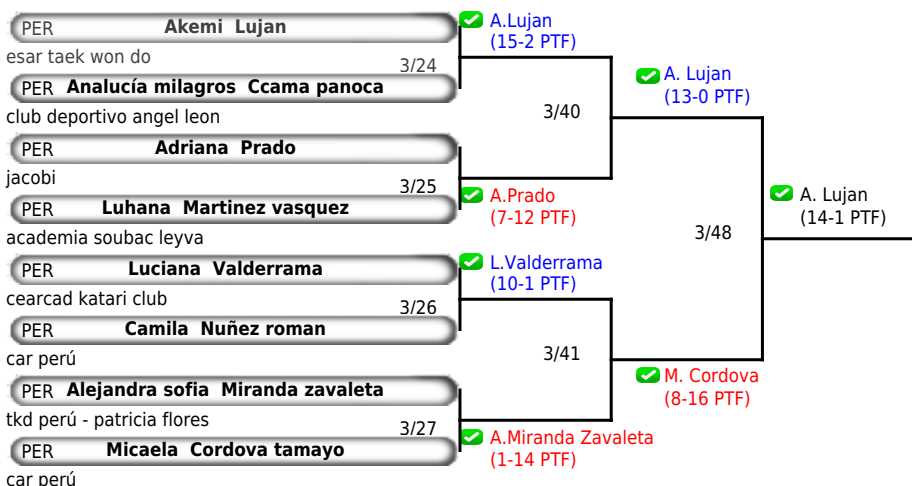 PER Akemi Lujan
esar taek won do
3/24
PER Analucía milagros Ccama panoca
club deportivo angel leon
PER Adriana Prado
jacobi
3/25
PER Luhana Martinez vasquez
academia soubac leyva
PER Luciana Valderrama
cearcad katari club
3/26
PER Camila Nuñez roman
car perú
PER Alejandra sofia Miranda zavaleta
tkd perú - patricia flores
3/27
PER Micaela Cordova tamayo
car perú
A.Lujan
(15-2 PTF)
3/40
A.Prado
(7-12 PTF)
L.Valderrama
(10-1 PTF)
3/41
A.Miranda Zavaleta
(1-14 PTF)
A. Lujan
(13-0 PTF)
3/48
M. Cordova
(8-16 PTF)
A. Lujan
(14-1 PTF)